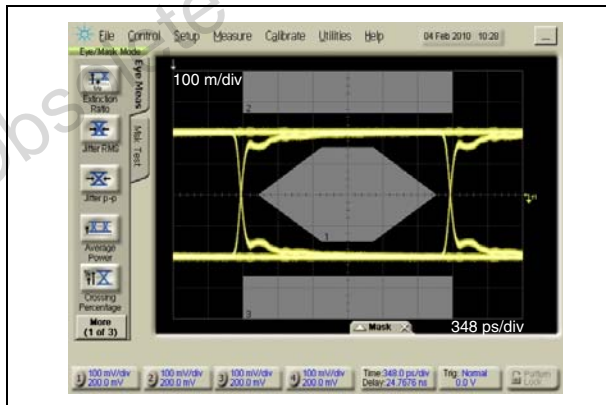 Obsolete
File Control Setup Measure Calibrate Utilities Help 04 Feb 2010 10:28
Eye/Mask Mode
Eye Meas
Msk Test
Extinction
Ratio
Jitter RMS
Jitter p-p
Average
Power
Crossing
Percentage
More
(1 of 3)
100 m/div
2
1
3
Mask
348 ps/div
1) 100 mV/div
200.0 mV
2) 100 mV/div
200.0 mV
3) 100 mV/div
200.0 mV
4) 100 mV/div
200.0 mV
Time:348.0 ps/div
Delay:24.7676 ns
Trig: Normal
0.0 V
Pattern
Lock